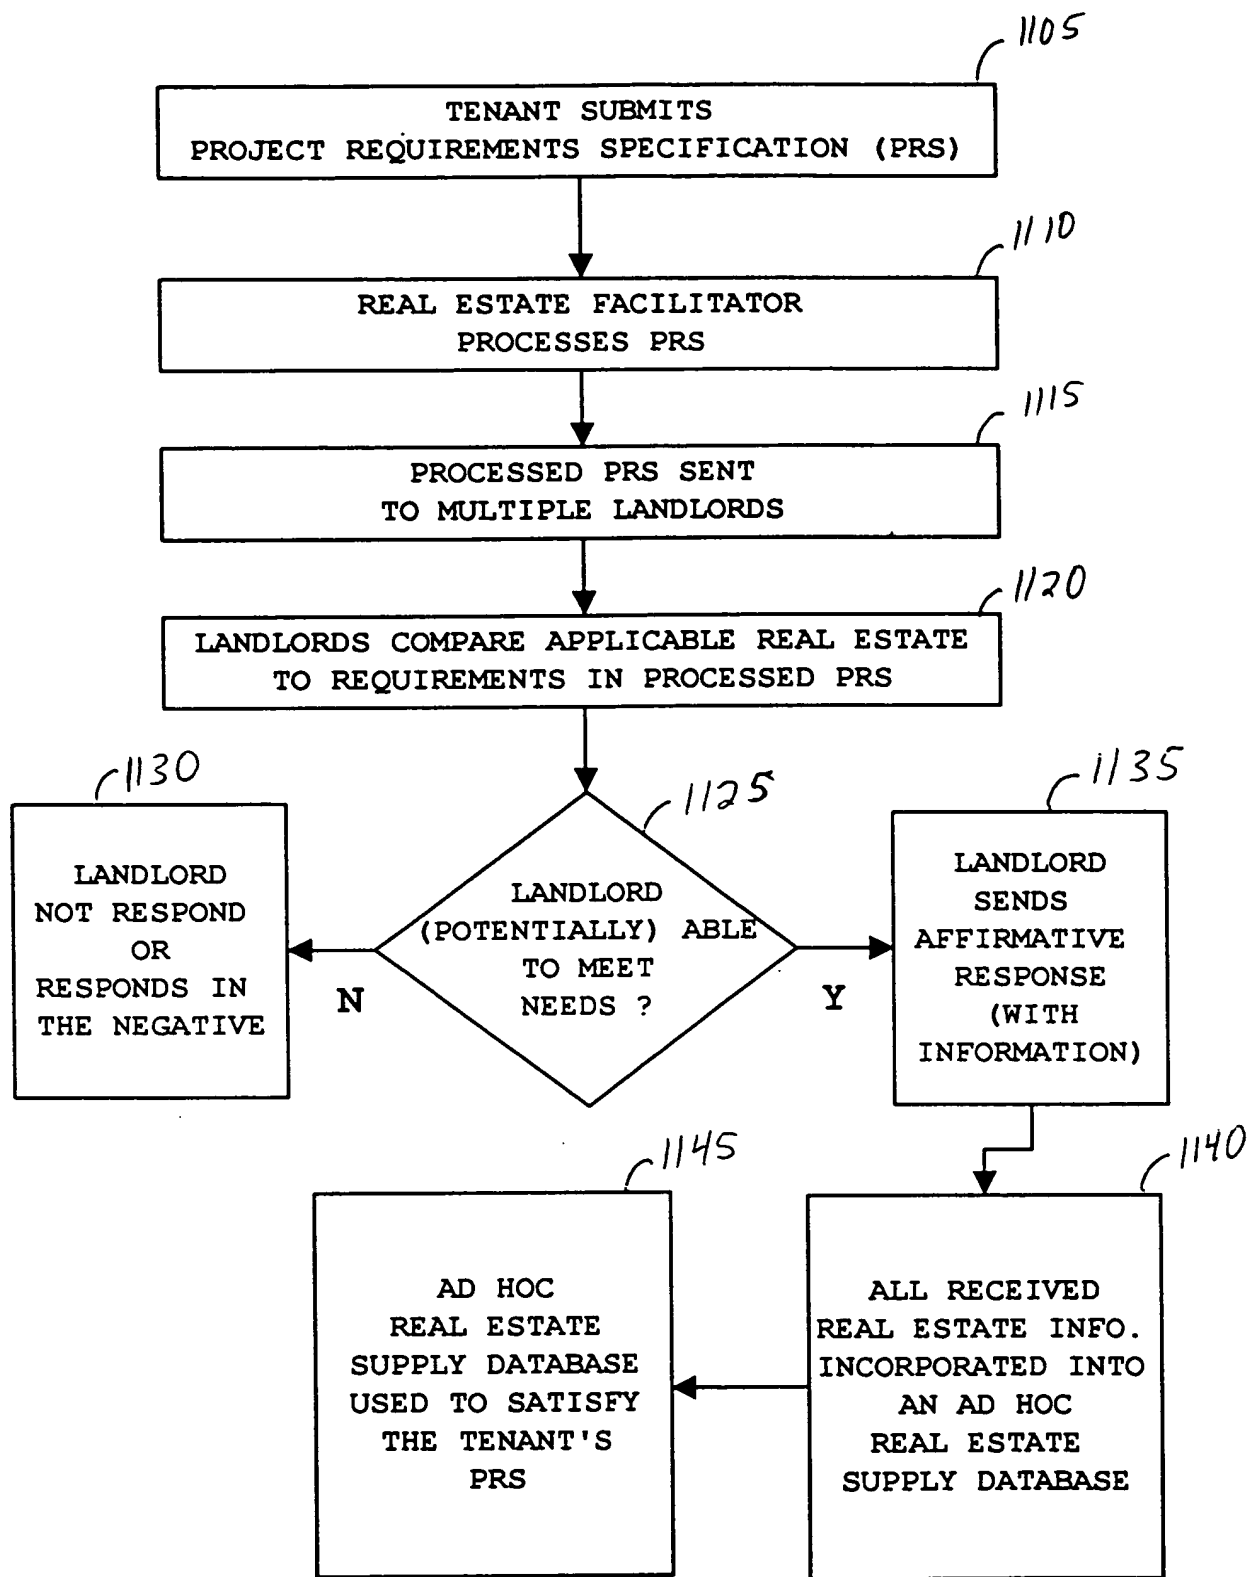 1105
TENANT SUBMITS
PROJECT REQUIREMENTS SPECIFICATION (PRS)
1110
REAL ESTATE FACILITATOR
PROCESSES PRS
1115
PROCESSED PRS SENT
TO MULTIPLE LANDLORDS
1120
LANDLORDS COMPARE APPLICABLE REAL ESTATE
TO REQUIREMENTS IN PROCESSED PRS
1130
LANDLORD
NOT RESPOND
OR
RESPONDS IN
THE NEGATIVE
N
1125
LANDLORD
(POTENTIALLY) ABLE
TO MEET
NEEDS ?
Y
1135
LANDLORD
SENDS
AFFIRMATIVE
RESPONSE
(WITH
INFORMATION)
1145
AD HOC
REAL ESTATE
SUPPLY DATABASE
USED TO SATISFY
THE TENANT'S
PRS
1140
ALL RECEIVED
REAL ESTATE INFO.
INCORPORATED INTO
AN AD HOC
REAL ESTATE
SUPPLY DATABASE